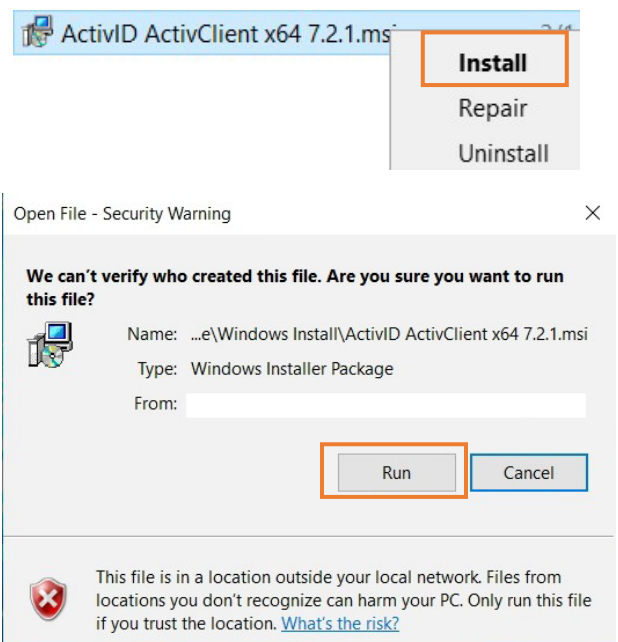 ActivID ActivClient x64 7.2.1.ms
Install
Repair
Uninstall
Open File - Security Warning
We can't verify who created this file. Are you sure you want to run
this file?
Name: ...e\Windows Install\ActivID ActivClient x64 7.2.1.msi
Type: Windows Installer Package
From:
Run
Cancel
This file is in a location outside your local network. Files from
locations you don't recognize can harm your PC. Only run this file
if you trust the location. What's the risk?